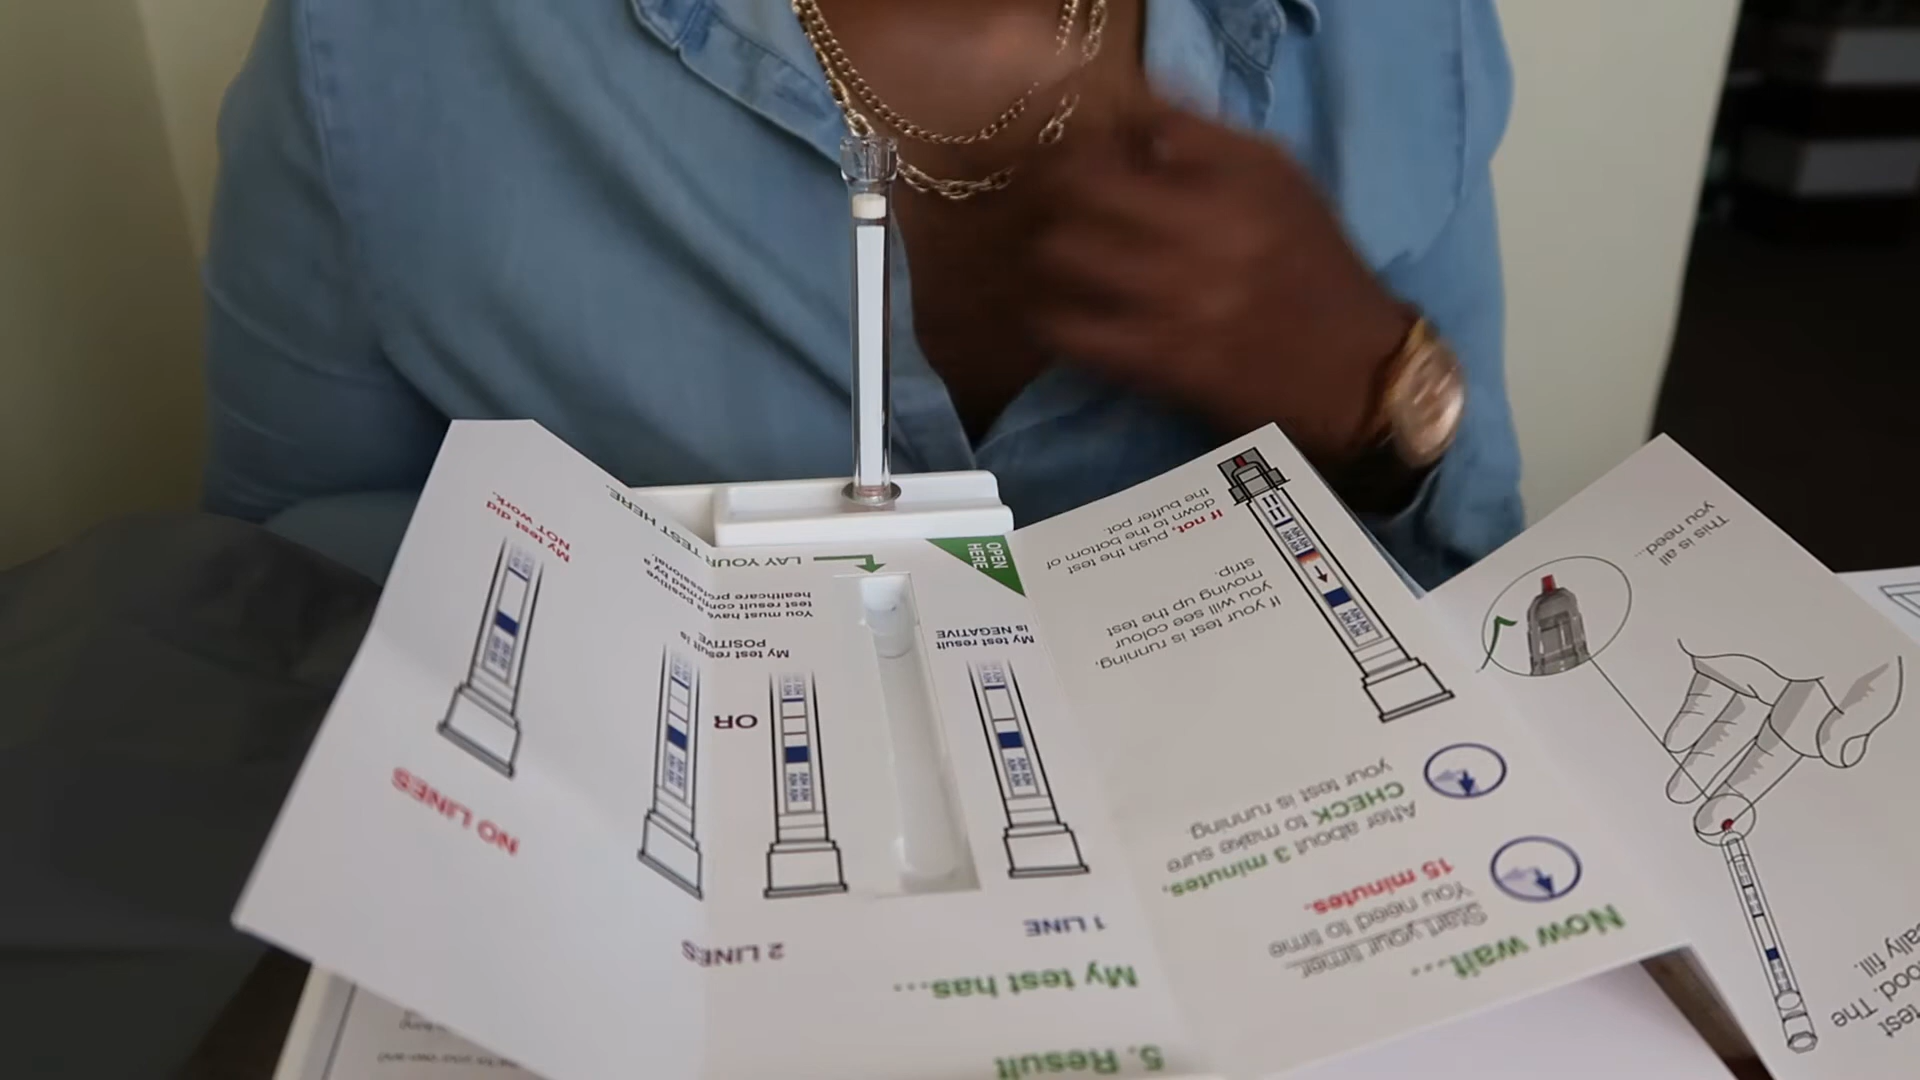 5. Result
My test has...
1 LINE
My test result
is NEGATIVE
2 LINES
OR
My test result is
POSITIVE
You must have a positive
test result confirmed by a
healthcare professional
NO LINES
My test did
NOT work.
LAY YOUR TEST HERE.
OPEN
HERE
Now wait...
Start your timer
You need to time
15 minutes.
After about 3 minutes,
CHECK to make sure
your test is running.
If your test is running,
you will see colour
moving up the test
strip.
If not, push the test
down to the bottom of
the buffer pot.
This is all
you need...
test
The
ally fill.